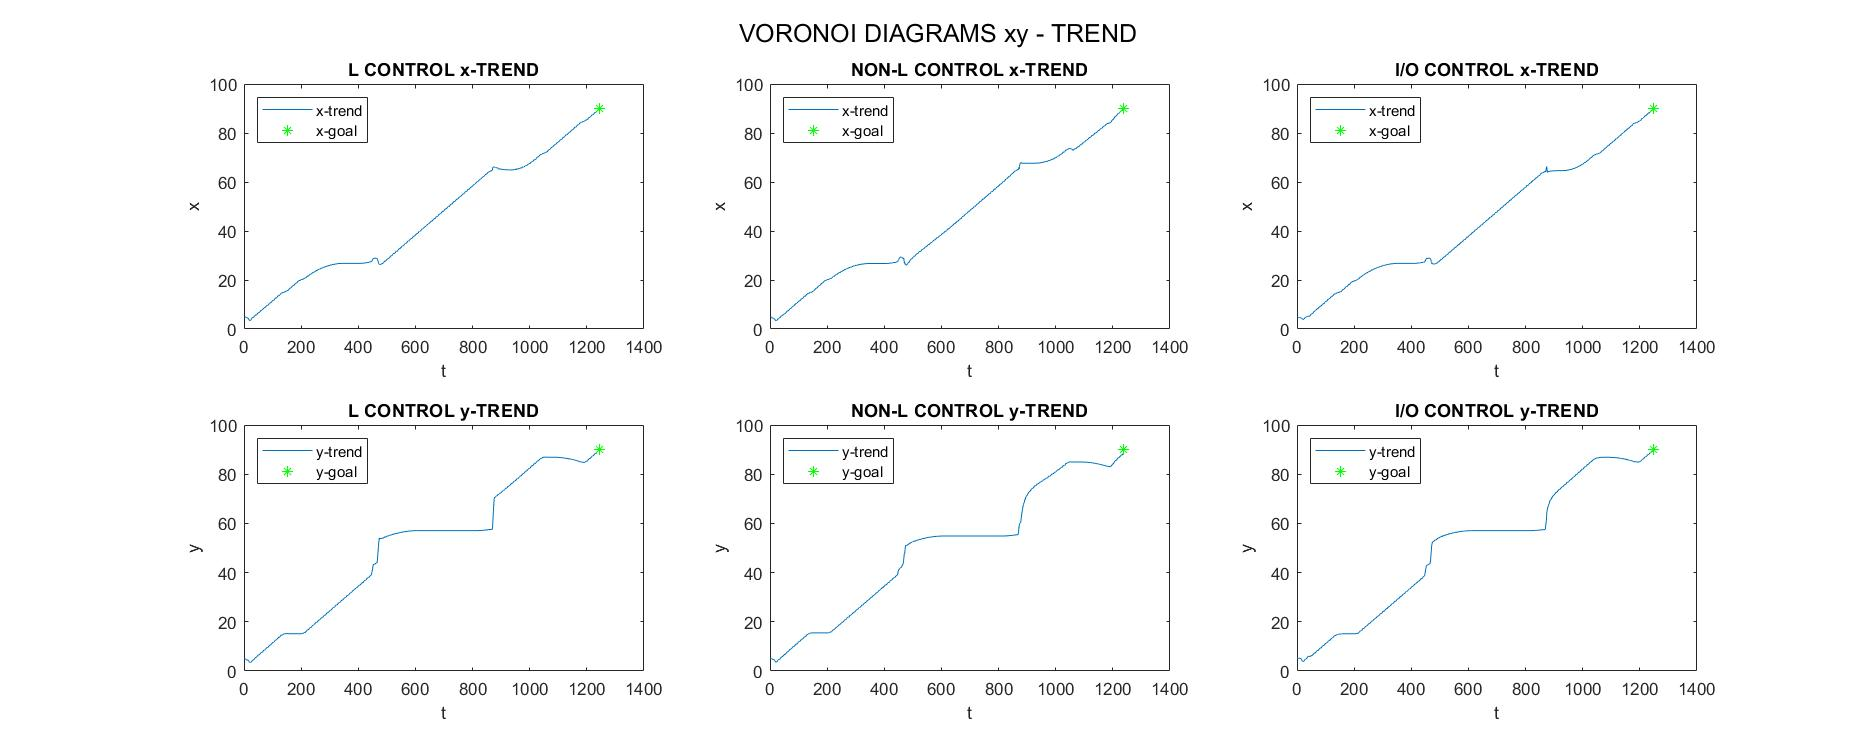 VORONOI DIAGRAMS xy - TREND
L CONTROL x-TREND
100
80
60
40
20
0
x
x-trend
x-goal
0 200 400 600 800 1000 1200 1400
t
NON-L CONTROL x-TREND
100
80
60
40
20
0
x
x-trend
x-goal
0 200 400 600 800 1000 1200 1400
t
I/O CONTROL x-TREND
100
80
60
40
20
0
x
x-trend
x-goal
0 200 400 600 800 1000 1200 1400
t
L CONTROL y-TREND
100
80
60
40
20
0
y
y-trend
y-goal
0 200 400 600 800 1000 1200 1400
t
NON-L CONTROL y-TREND
100
80
60
40
20
0
y
y-trend
y-goal
0 200 400 600 800 1000 1200 1400
t
I/O CONTROL y-TREND
100
80
60
40
20
0
y
y-trend
y-goal
0 200 400 600 800 1000 1200 1400
t